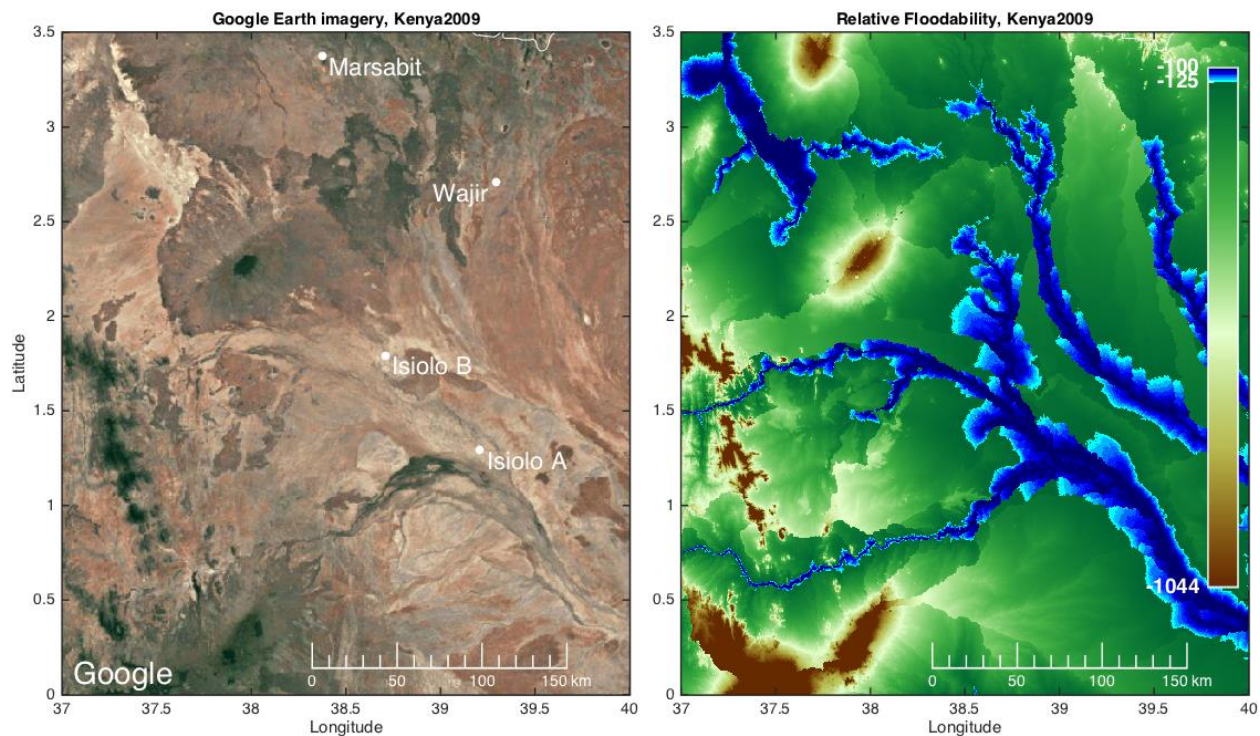 Google Earth imagery, Kenya2009
3.5
3
2.5
2
1.5
1
0.5
0
Latitude
Marsabit
Wajir
Isiolo B
Isiolo A
Google
0 50 100 150 km
37 37.5 38 38.5 39 39.5 40
Longitude
Relative Floodability, Kenya2009
3.5
3
2.5
2
1.5
1
0.5
0
-100
-125
-1044
0 50 100 150 km
37 37.5 38 38.5 39 39.5 40
Longitude